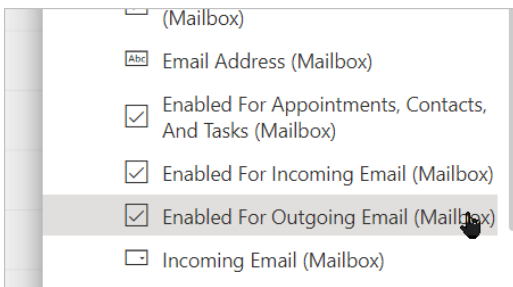 (Mailbox)
Abc Email Address (Mailbox)
Enabled For Appointments, Contacts,
And Tasks (Mailbox)
Enabled For Incoming Email (Mailbox)
Enabled For Outgoing Email (Mailbox)
Incoming Email (Mailbox)